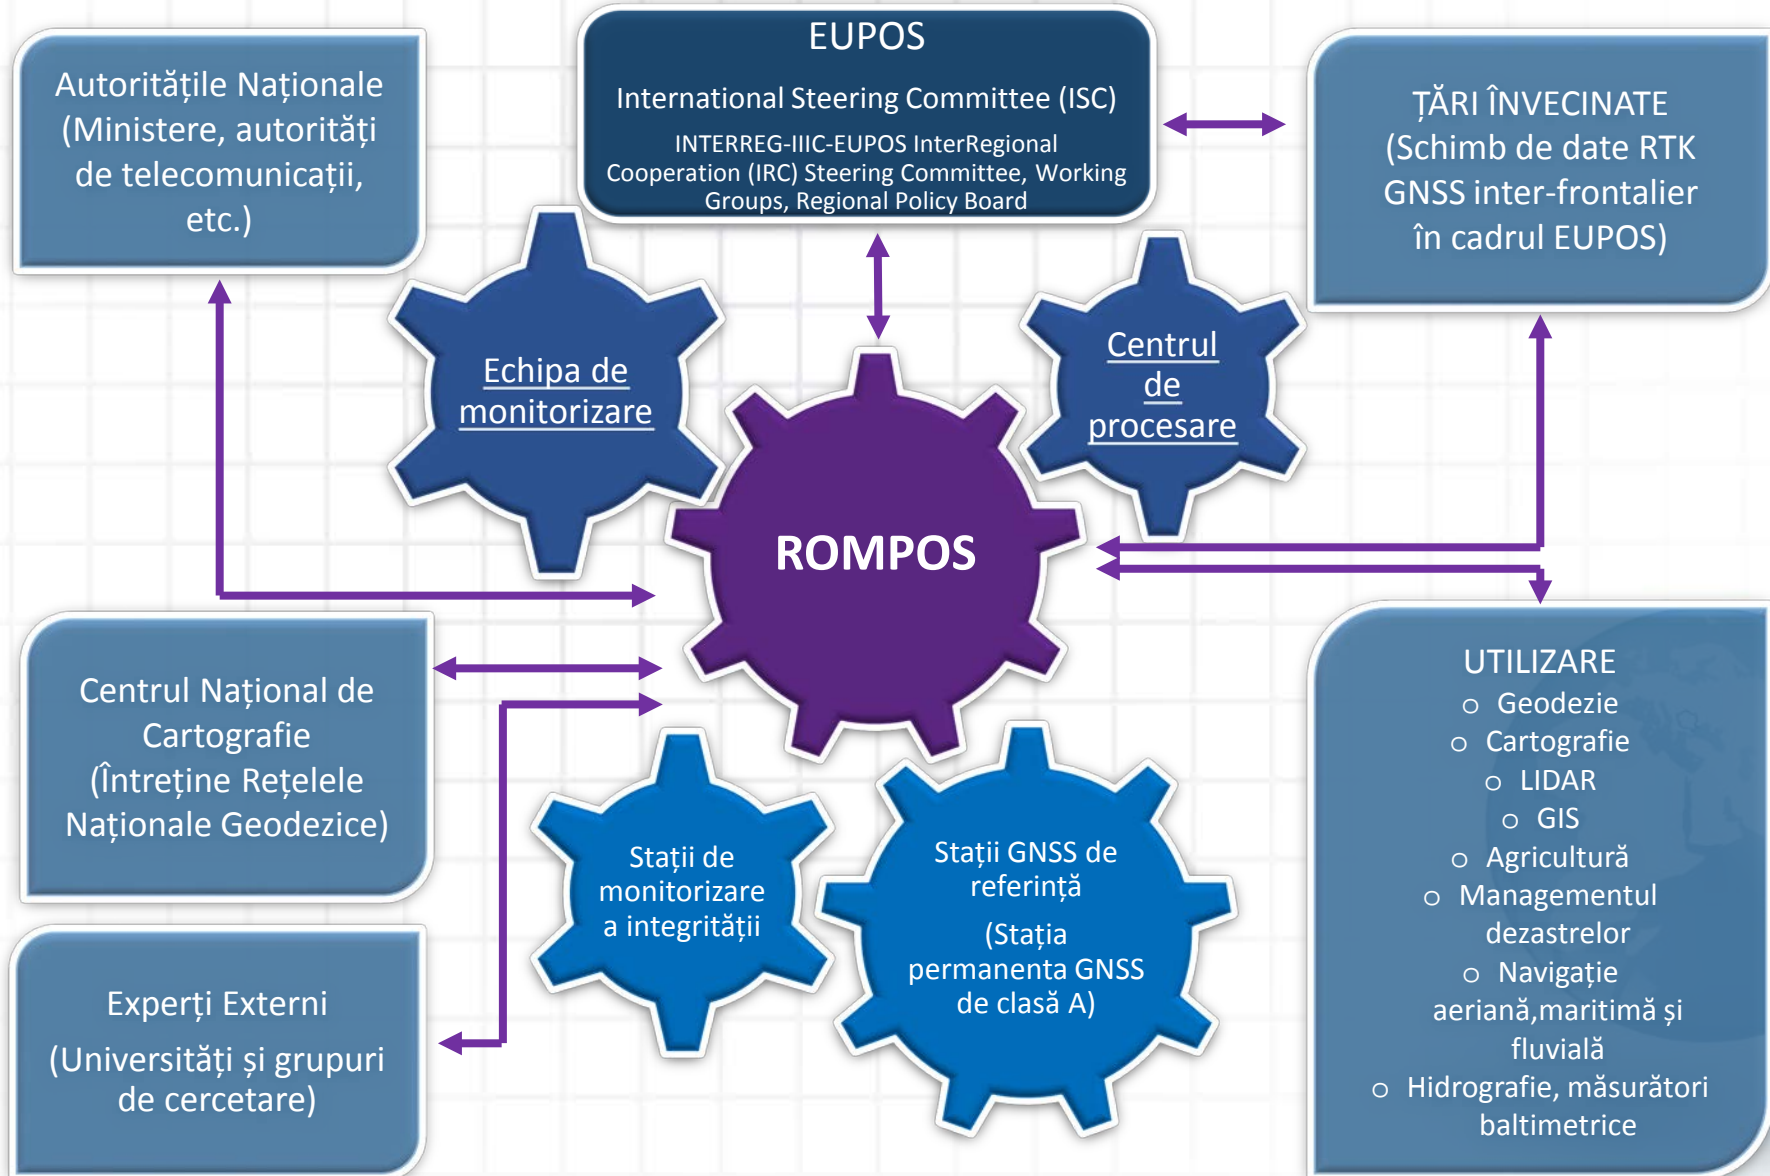 Autoritățile Naționale
(Ministere, autorități
de telecomunicații,
etc.)
EUPOS
International Steering Committee (ISC)
INTERREG-IIIC-EUPOS InterRegional
Cooperation (IRC) Steering Committee, Working
Groups, Regional Policy Board
ȚĂRI ÎNVECINATE
(Schimb de date RTK
GNSS inter-frontalier
în cadrul EUPOS)
Echipa de
monitorizare
Centrul
de
procesare
ROMPOS
Centrul Național de
Cartografie
(Întreține Rețelele
Naționale Geodezice)
Stații de
monitorizare
a integrității
Stații GNSS de
referință
(Stația
permanenta GNSS
de clasă A)
Experți Externi
(Universități și grupuri
de cercetare)
UTILIZARE
o Geodezie
o Cartografie
o LIDAR
o GIS
o Agricultură
o Managementul
dezastrelor
o Navigație
aeriană,maritimă și
fluvială
o Hidrografie, măsurători
baltimetrice